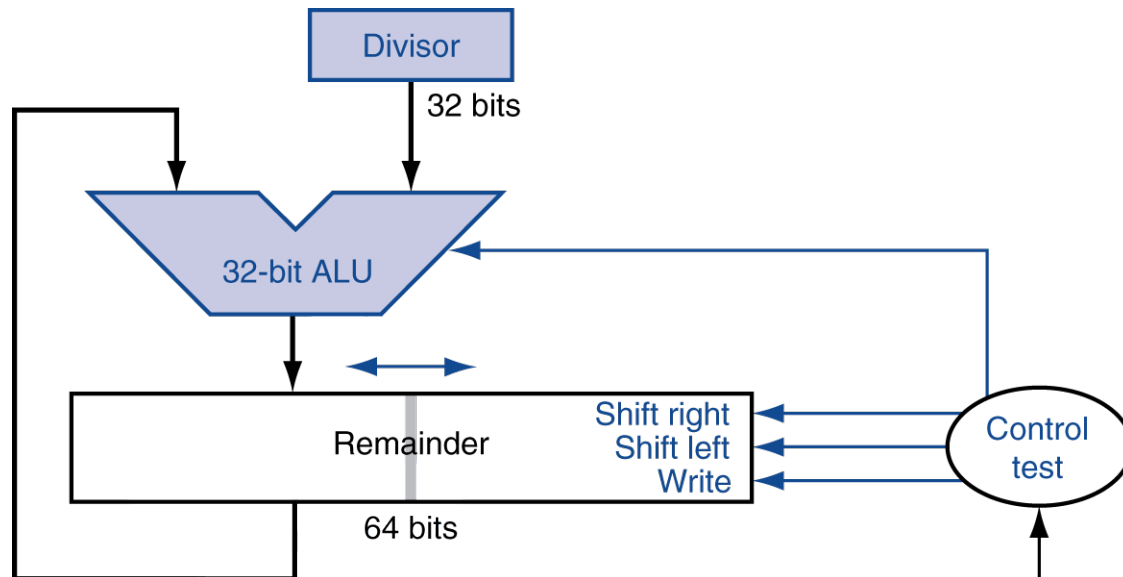 Divisor
32 bits
32-bit ALU
Remainder
Shift right
Shift left
Write
64 bits
Control
test